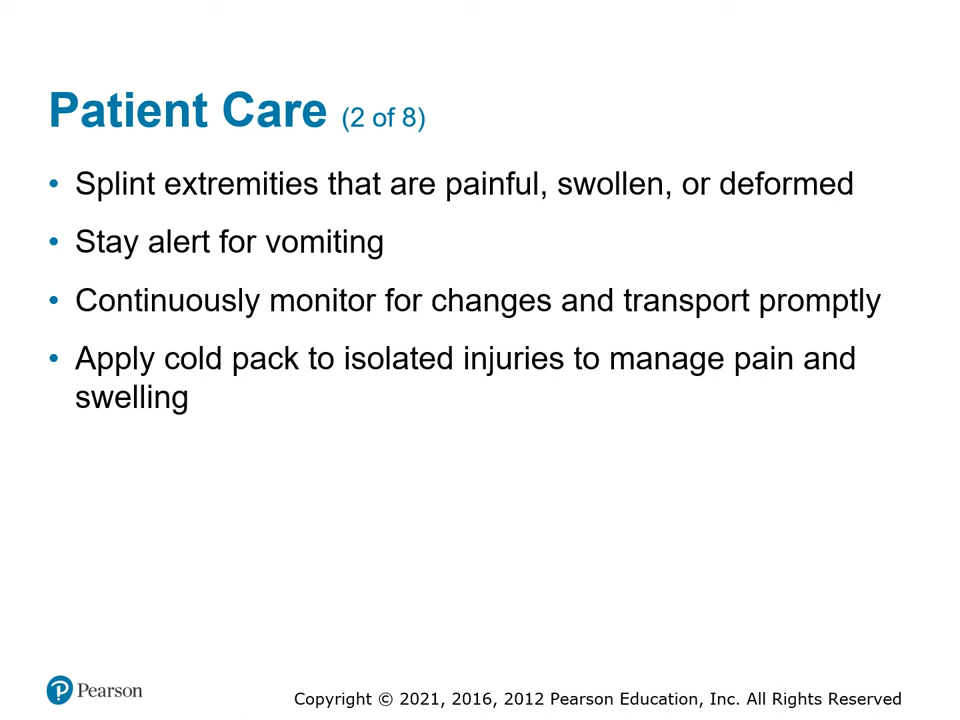 Patient Care (2 of 8)
• Splint extremities that are painful, swollen, or deformed
• Stay alert for vomiting
• Continuously monitor for changes and transport promptly
• Apply cold pack to isolated injuries to manage pain and
swelling
Pearson
Copyright © 2021, 2016, 2012 Pearson Education, Inc. All Rights Reserved